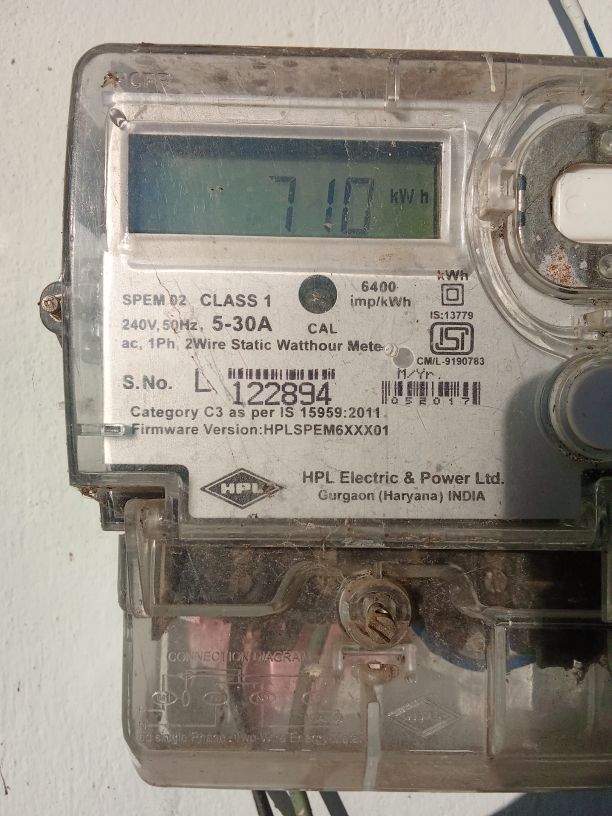 710 kWh
SPEM 02 CLASS 1
6400
imp/kWh
kWh
240V, 50Hz, 5-30A
CAL
IS:13779
ISI
ac, 1Ph, 2Wire Static Watthour Mete
CM/L-9190783
S.No. L 122894
M/Yr.
052017
Category C3 as per IS 15959:2011
Firmware Version:HPLSPEM6XXX01
HPL
HPL Electric & Power Ltd.
Gurgaon (Haryana) INDIA
CONNECTION DIAGRAM